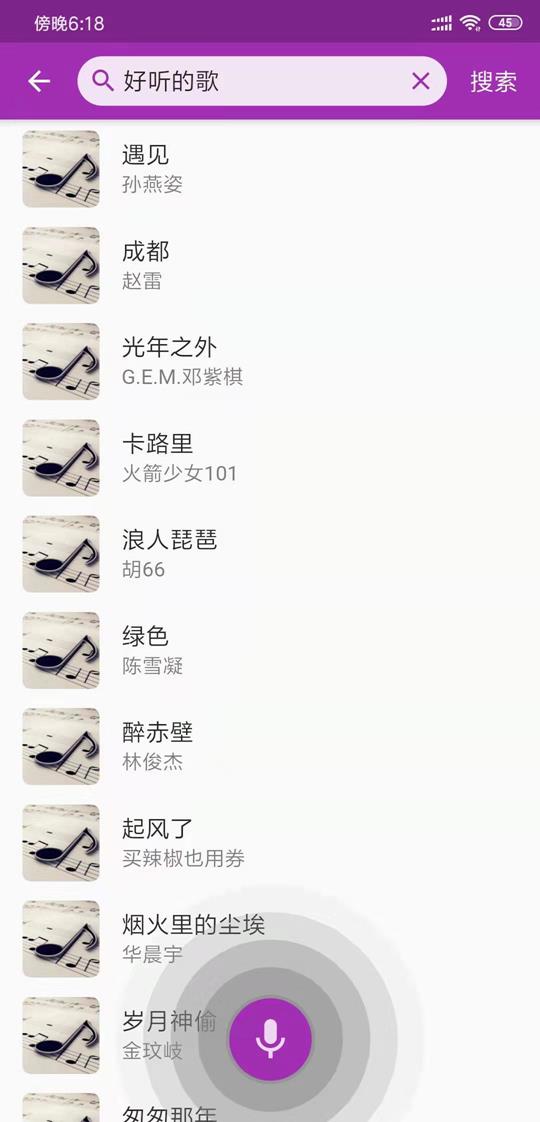 傍晚6:18
45
好听的歌
搜索
遇见
孙燕姿
成都
赵雷
光年之外
G.E.M.邓紫棋
卡路里
火箭少女101
浪人琵琶
胡66
绿色
陈雪凝
醉赤壁
林俊杰
起风了
买辣椒也用券
烟火里的尘埃
华晨宇
岁月神偷
金玟岐
匆匆那年